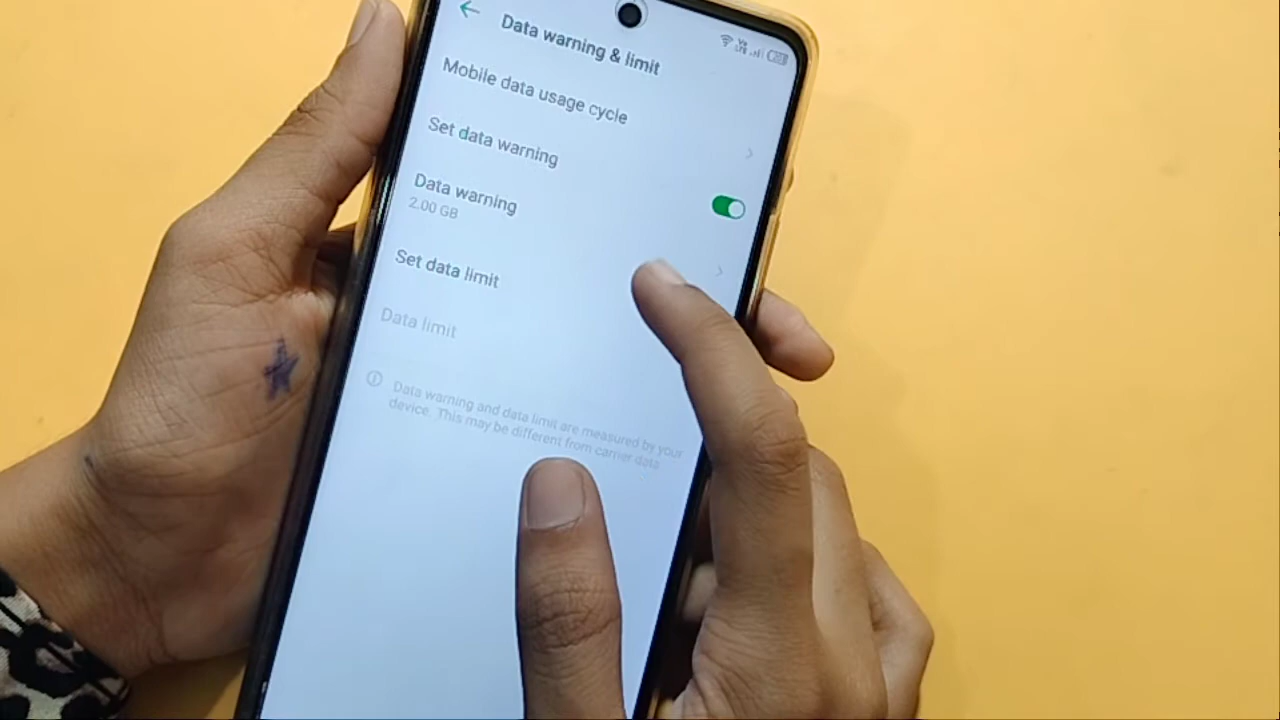 Data warning & limit
Mobile data usage cycle
Set data warning
Data warning
2.00 GB
Set data limit
Data limit
Data warning and data limit are measured by your
device. This may be different from carrier data